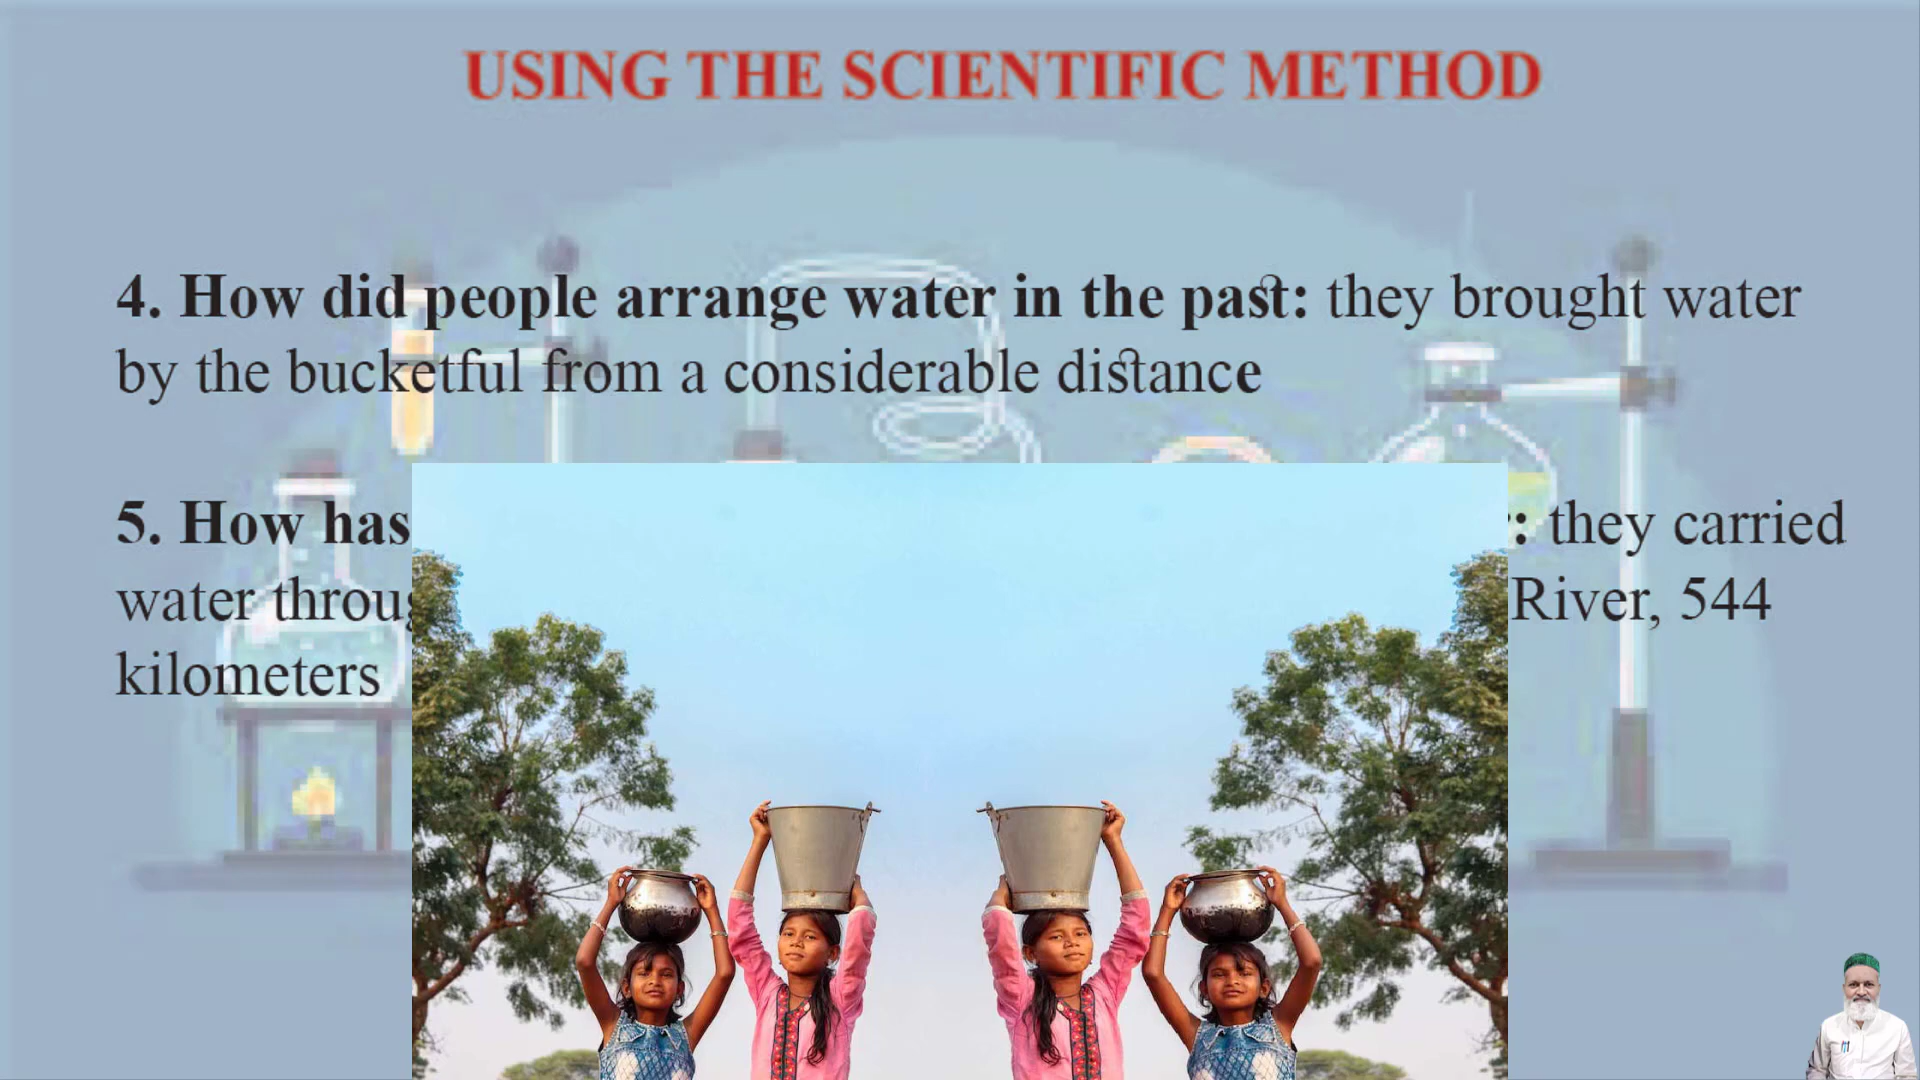 USING THE SCIENTIFIC METHOD
4. How did people arrange water in the past: they brought water
by the bucketful from a considerable distance
5. How has : they carried
water throug River, 544
kilometers